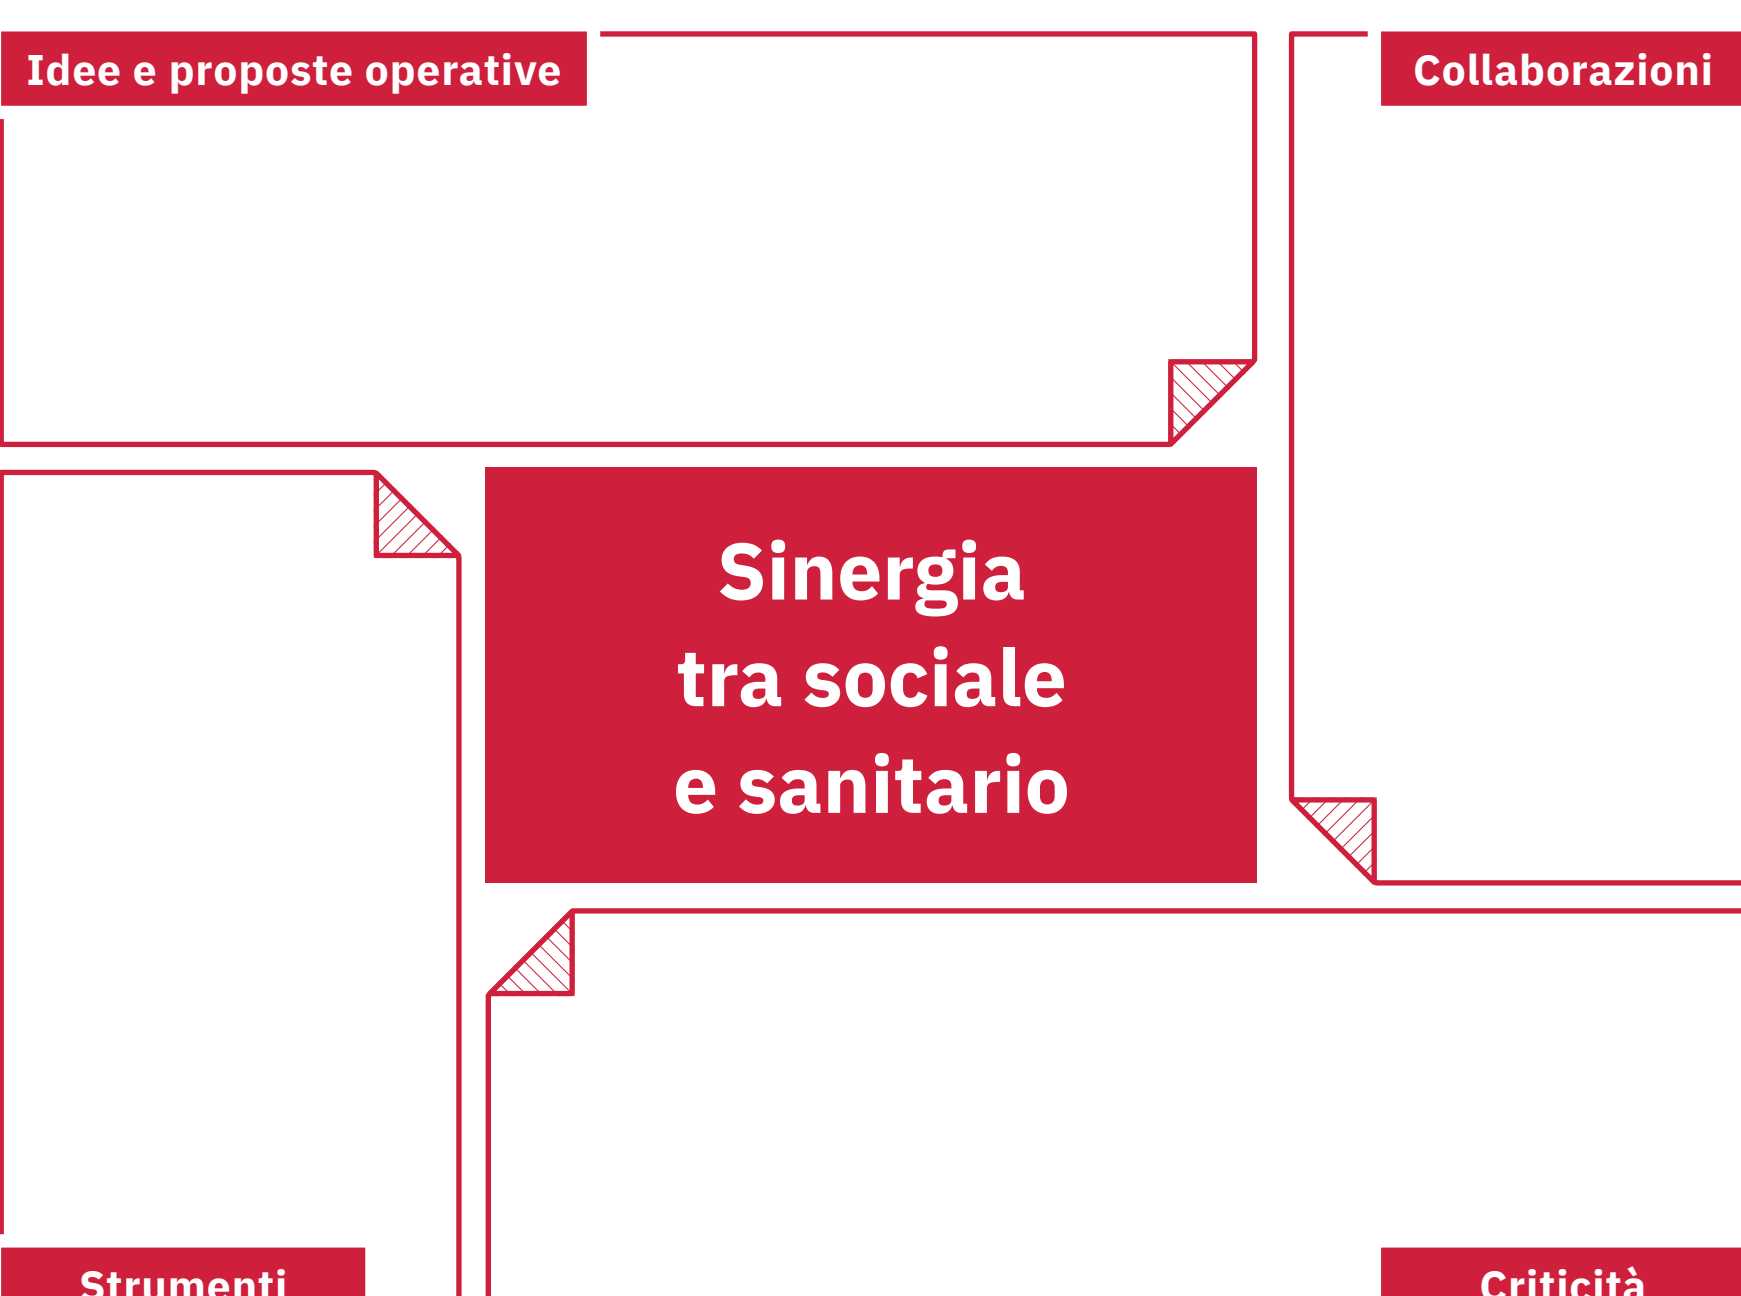 Idee e proposte operative
Collaborazioni
Sinergia
tra sociale
e sanitario
Strumenti
Criticità